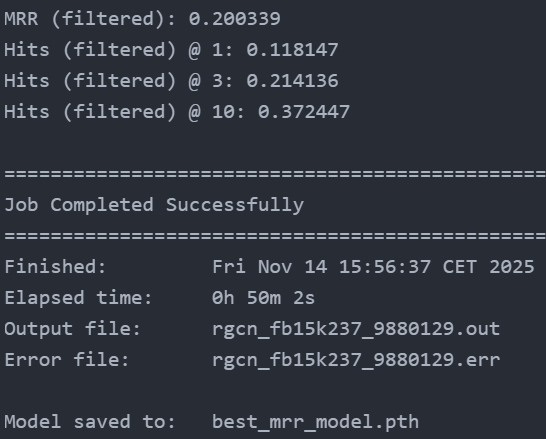 MRR (filtered): 0.200339
Hits (filtered) @ 1: 0.118147
Hits (filtered) @ 3: 0.214136
Hits (filtered) @ 10: 0.372447
===============================================
Job Completed Successfully
===============================================
Finished:         Fri Nov 14 15:56:37 CET 2025
Elapsed time:     0h 50m 2s
Output file:      rgcn_fb15k237_9880129.out
Error file:       rgcn_fb15k237_9880129.err
Model saved to:   best_mrr_model.pth